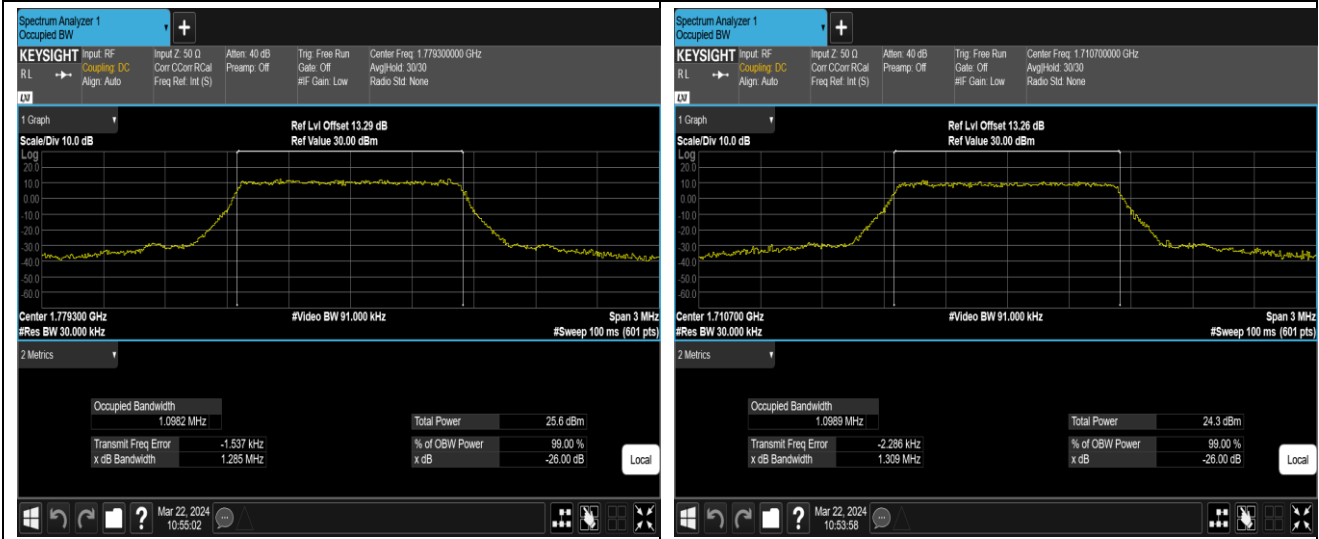 Spectrum Analyzer 1
Occupied BW
+
KEYSIGHT
RL
Input: RF
Coupling: DC
Align: Auto
Input Z: 50 Ω
Corr CCorr RCal
Freq Ref: Int (S)
Atten: 40 dB
Preamp: Off
Trig: Free Run
Gate: Off
#IF Gain: Low
Center Freq: 1.779300000 GHz
Avg|Hold: 30/30
Radio Std: None
LXI
1 Graph
Scale/Div 10.0 dB
Ref Lvl Offset 13.29 dB
Ref Value 30.00 dBm
Log
20.0
10.0
0.00
-10.0
-20.0
-30.0
-40.0
-50.0
-60.0
Center 1.779300 GHz
#Res BW 30.000 kHz
#Video BW 91.000 kHz
Span 3 MHz
#Sweep 100 ms (601 pts)
2 Metrics
Occupied Bandwidth
1.0982 MHz
Transmit Freq Error -1.537 kHz
x dB Bandwidth 1.285 MHz
Total Power 25.6 dBm
% of OBW Power 99.00 %
x dB -26.00 dB
Local
?
Mar 22, 2024
10:55:02
Spectrum Analyzer 1
Occupied BW
+
KEYSIGHT
RL
Input: RF
Coupling: DC
Align: Auto
Input Z: 50 Ω
Corr CCorr RCal
Freq Ref: Int (S)
Atten: 40 dB
Preamp: Off
Trig: Free Run
Gate: Off
#IF Gain: Low
Center Freq: 1.710700000 GHz
Avg|Hold: 30/30
Radio Std: None
LXI
1 Graph
Scale/Div 10.0 dB
Ref Lvl Offset 13.26 dB
Ref Value 30.00 dBm
Log
20.0
10.0
0.00
-10.0
-20.0
-30.0
-40.0
-50.0
-60.0
Center 1.710700 GHz
#Res BW 30.000 kHz
#Video BW 91.000 kHz
Span 3 MHz
#Sweep 100 ms (601 pts)
2 Metrics
Occupied Bandwidth
1.0989 MHz
Transmit Freq Error -2.286 kHz
x dB Bandwidth 1.309 MHz
Total Power 24.3 dBm
% of OBW Power 99.00 %
x dB -26.00 dB
Local
?
Mar 22, 2024
10:53:58